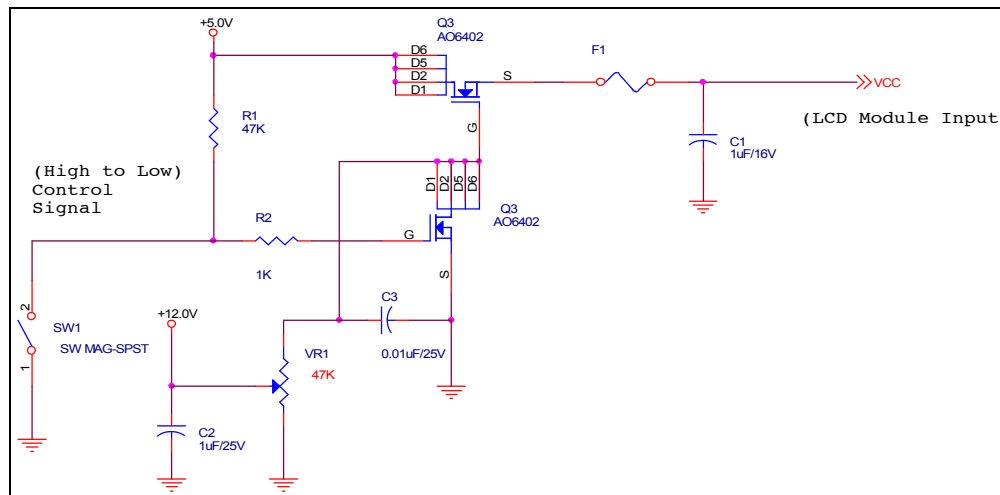 +5.0V
Q3
AO6402
D6
D5
D2
D1
S
G
F1
VCC
(LCD Module Input
R1
47K
C1
1uF/16V
(High to Low)
Control
Signal
D1
D2
D5
D6
Q3
AO6402
R2
1K
G
S
C3
0.01uF/25V
+12.0V
2
1
SW1
SW MAG-SPST
VR1
47K
C2
1uF/25V